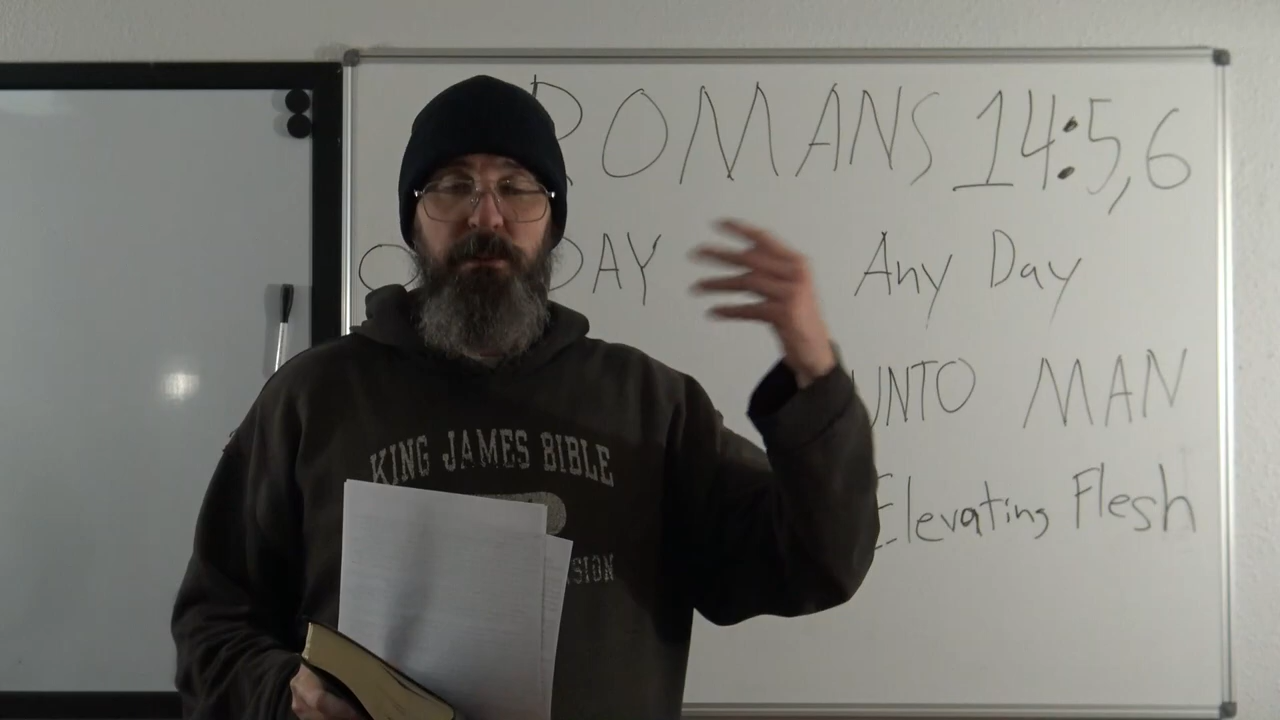 ROMANS 14:5,6
DAY Any Day
UNTO MAN
Elevating Flesh
KING JAMES BIBLE